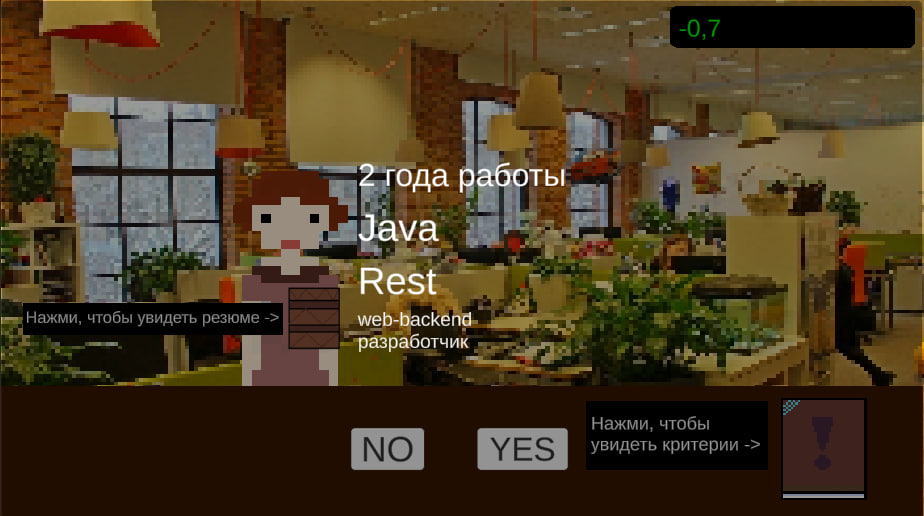 -0,7
2 года работы
Java
Rest
web-backend
разработчик
Нажми, чтобы увидеть резюме ->
NO
YES
Нажми, чтобы
увидеть критерии ->
!